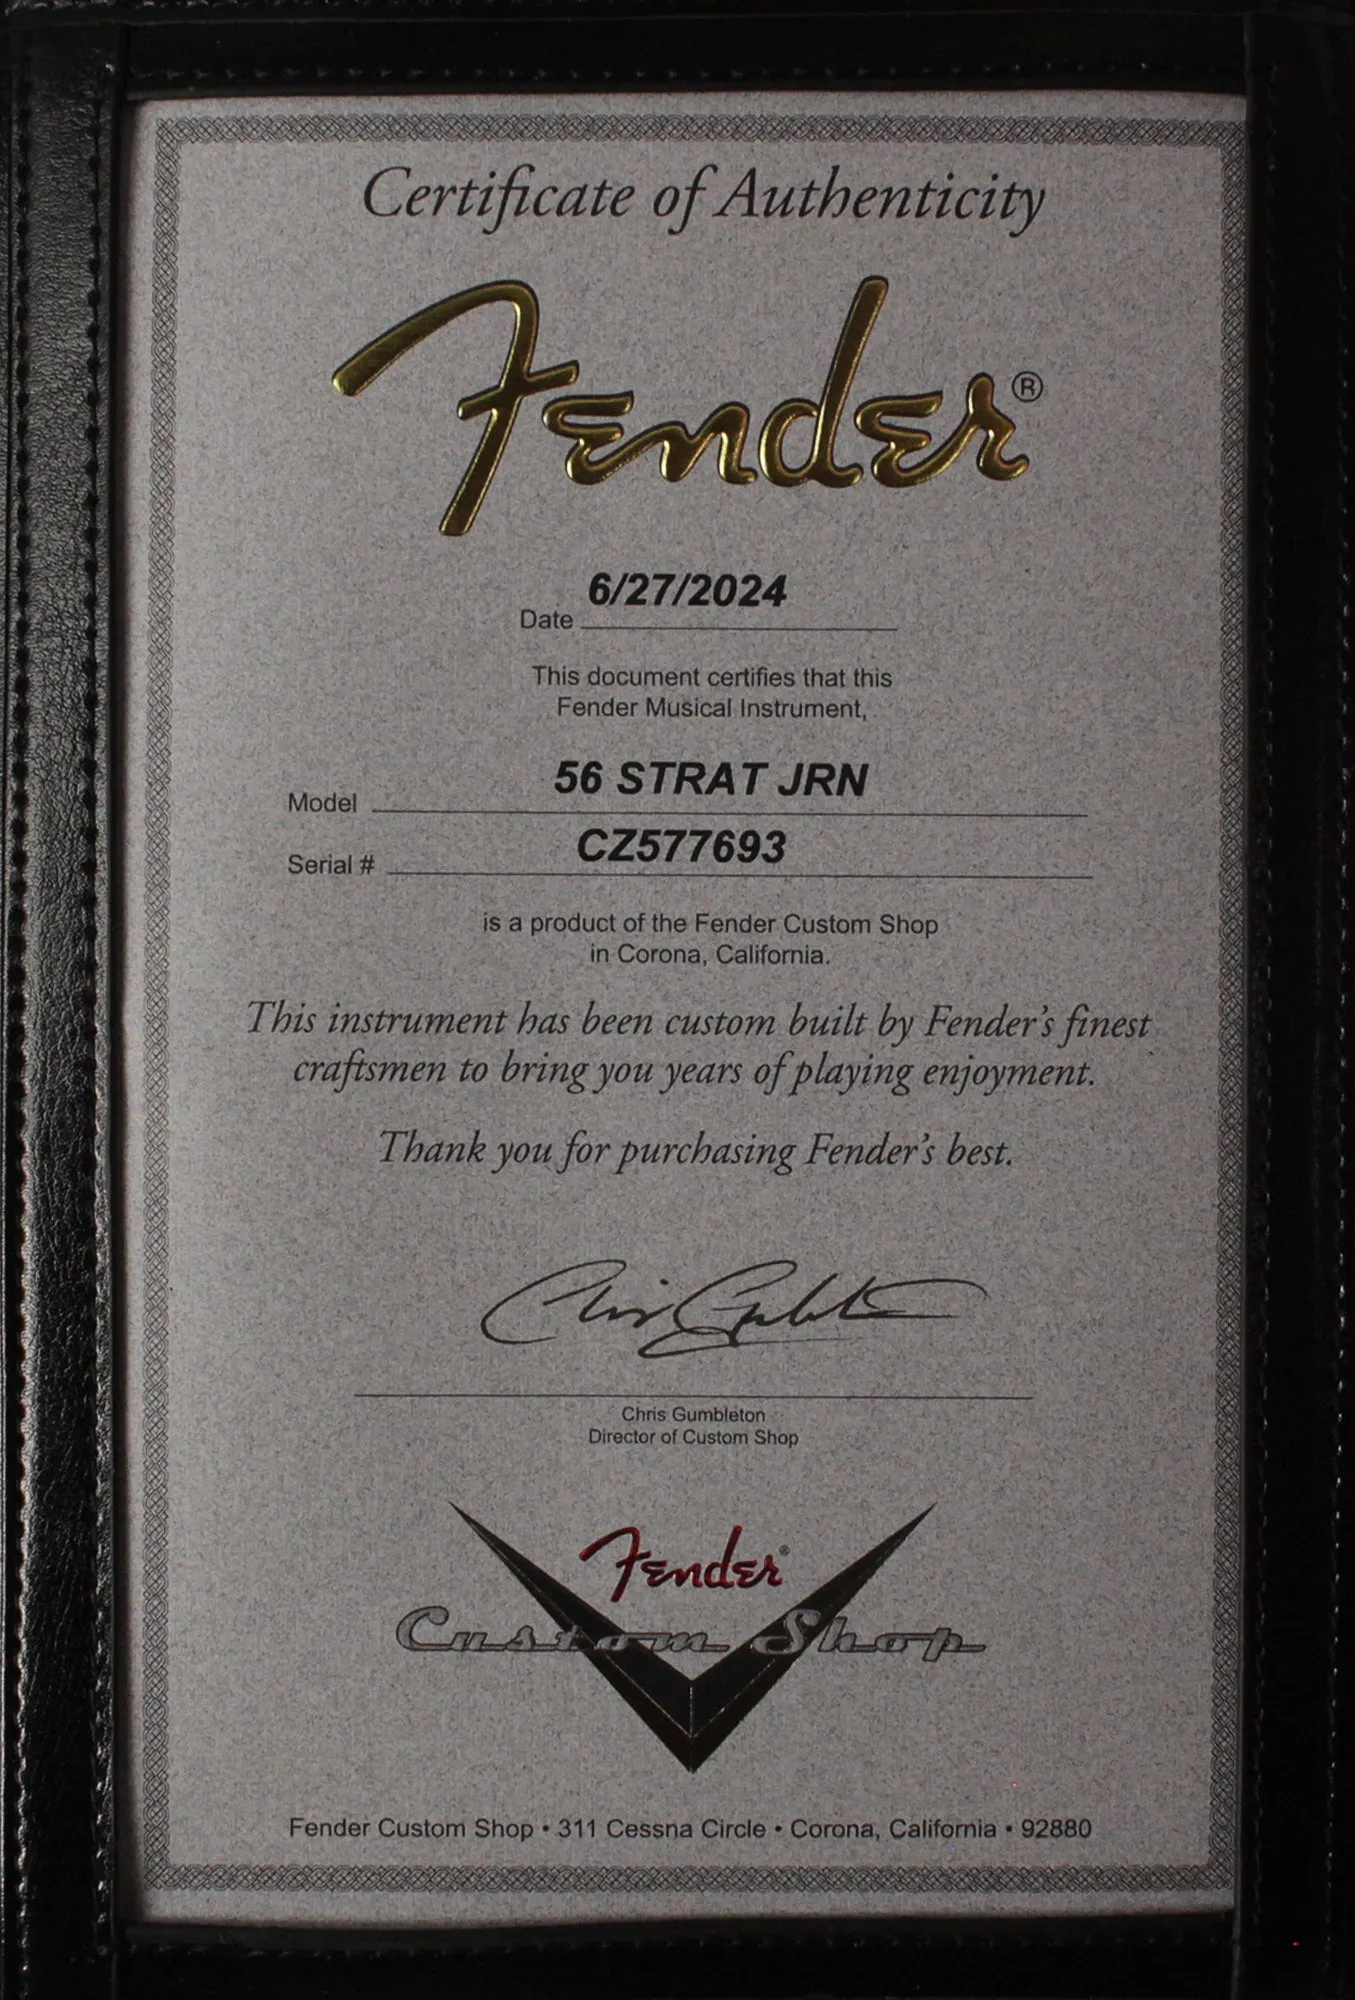 Certificate of Authenticity
Fender®
Date 6/27/2024
This document certifies that this
Fender Musical Instrument,
Model 56 STRAT JRN
Serial # CZ577693
is a product of the Fender Custom Shop
in Corona, California.
This instrument has been custom built by Fender's finest
craftsmen to bring you years of playing enjoyment.
Thank you for purchasing Fender's best.
Chris Gumbleton
Chris Gumbleton
Director of Custom Shop
Fender®
Custom Shop
Fender Custom Shop • 311 Cessna Circle • Corona, California • 92880